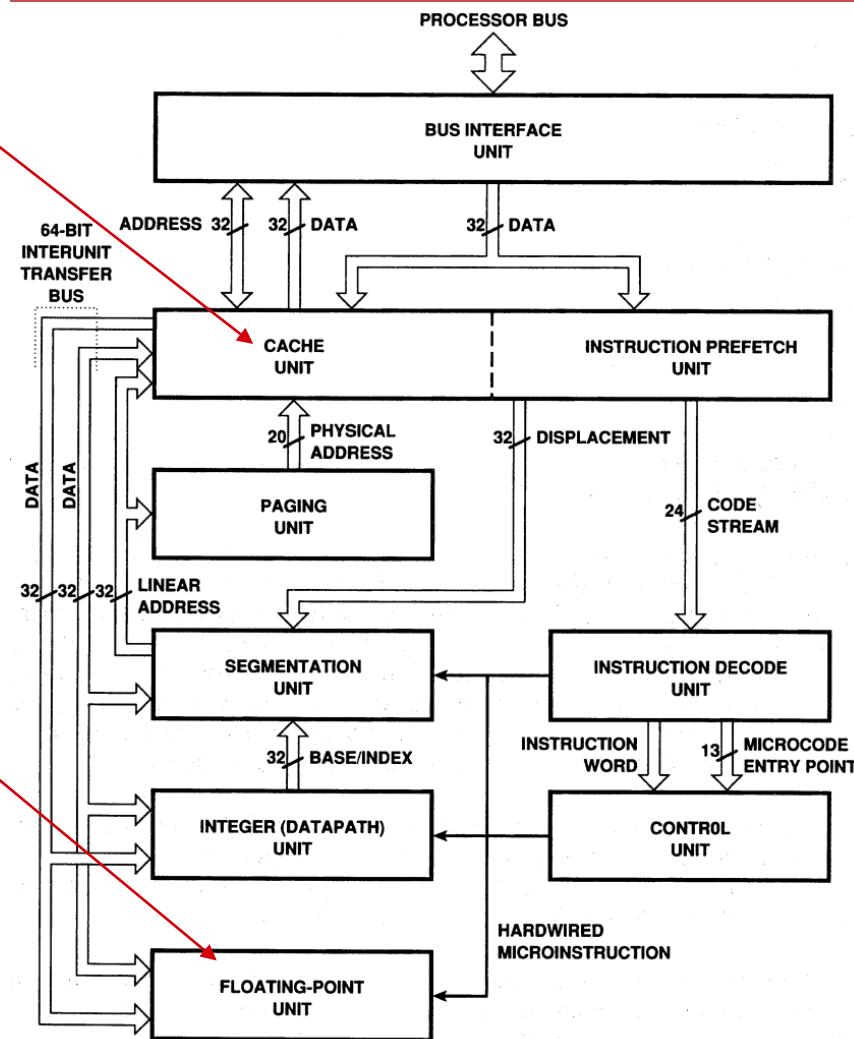 PROCESSOR BUS
BUS INTERFACE
UNIT
64-BIT
INTERUNIT
TRANSFER
BUS
ADDRESS
32
32
DATA
32
DATA
CACHE
UNIT
INSTRUCTION PREFETCH
UNIT
20
PHYSICAL
ADDRESS
32
DISPLACEMENT
DATA
DATA
PAGING
UNIT
24
CODE
STREAM
32
32
32
LINEAR
ADDRESS
SEGMENTATION
UNIT
INSTRUCTION DECODE
UNIT
32
BASE/INDEX
INSTRUCTION
WORD
13
MICROCODE
ENTRY POINT
INTEGER (DATAPATH)
UNIT
CONTR0L
UNIT
HARDWIRED
MICROINSTRUCTION
FLOATING-POINT
UNIT